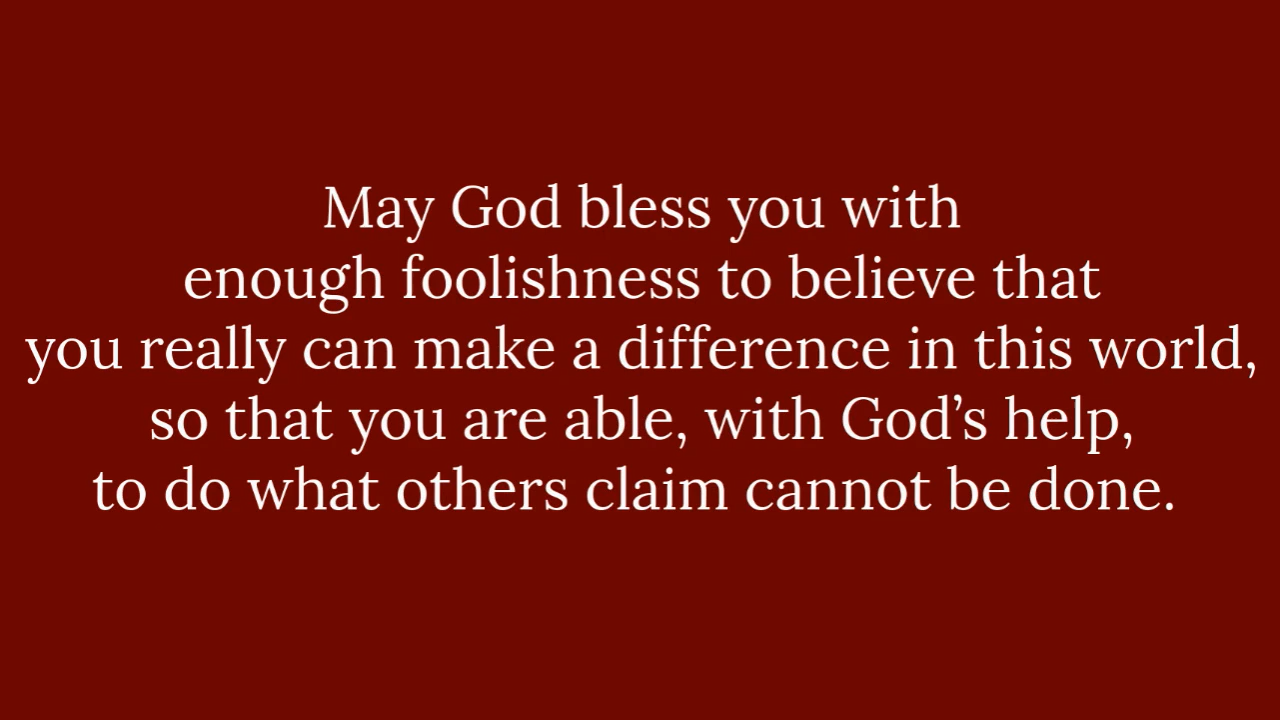 May God bless you with
enough foolishness to believe that
you really can make a difference in this world,
so that you are able, with God’s help,
to do what others claim cannot be done.